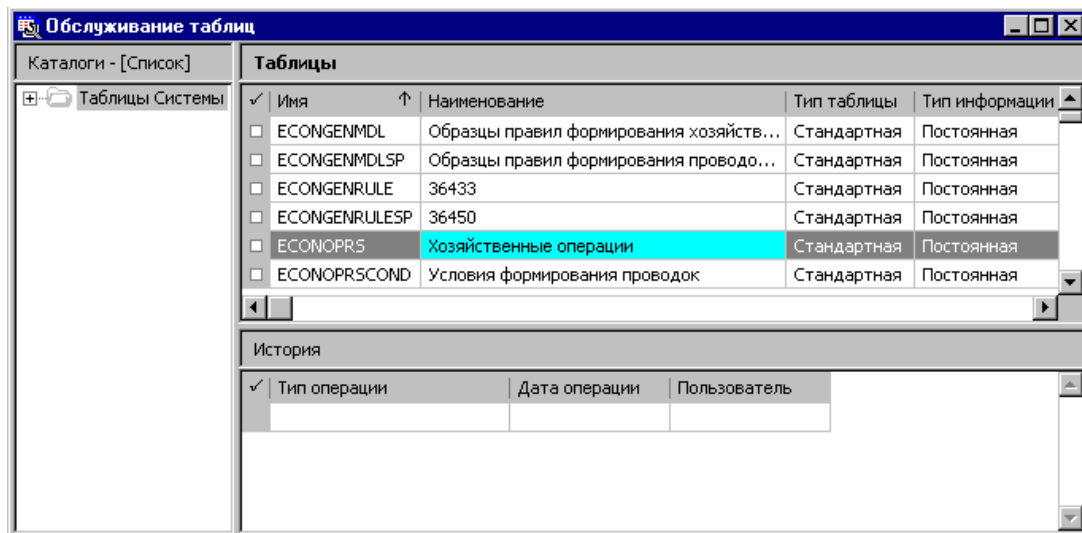 Обслуживание таблиц
Каталоги - [Список]
Таблицы
Таблицы Системы
Имя Наименование Тип таблицы Тип информации
ECONGENMDL Образцы правил формирования хозяйств... Стандартная Постоянная
ECONGENMDLSP Образцы правил формирования проводо... Стандартная Постоянная
ECONGENRULE 36433 Стандартная Постоянная
ECONGENRULESP 36450 Стандартная Постоянная
ECONOPRS Хозяйственные операции Стандартная Постоянная
ECONOPRSCOND Условия формирования проводок Стандартная Постоянная
История
Тип операции Дата операции Пользователь